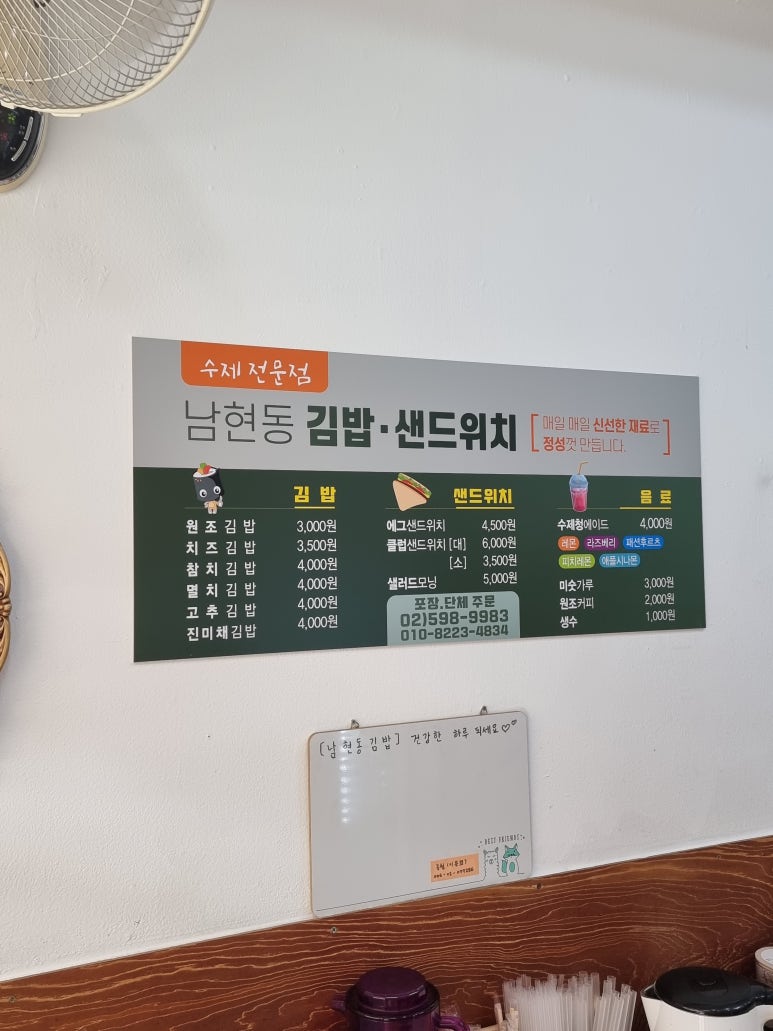 수제 전문점
남현동 김밥·샌드위치
매일 매일 신선한 재료로
정성껏 만듭니다.
김 밥
원 조 김 밥 3,000원
치 즈 김 밥 3,500원
참 치 김 밥 4,000원
멸 치 김 밥 4,000원
고 추 김 밥 4,000원
진미채김밥 4,000원
샌드위치
에그샌드위치 4,500원
클럽샌드위치 [대] 6,000원
[소] 3,500원
샐러드모닝 5,000원
포장.단체 주문
02)598-9983
010-8223-4834
음 료
수제청에이드 4,000원
레몬 라즈베리 패션후르츠
피치레몬 애플시나몬
미숫가루 3,000원
원조커피 2,000원
생수 1,000원
[남현동김밥] 건강한 하루 되세요♡♡
BEST FRIENDS